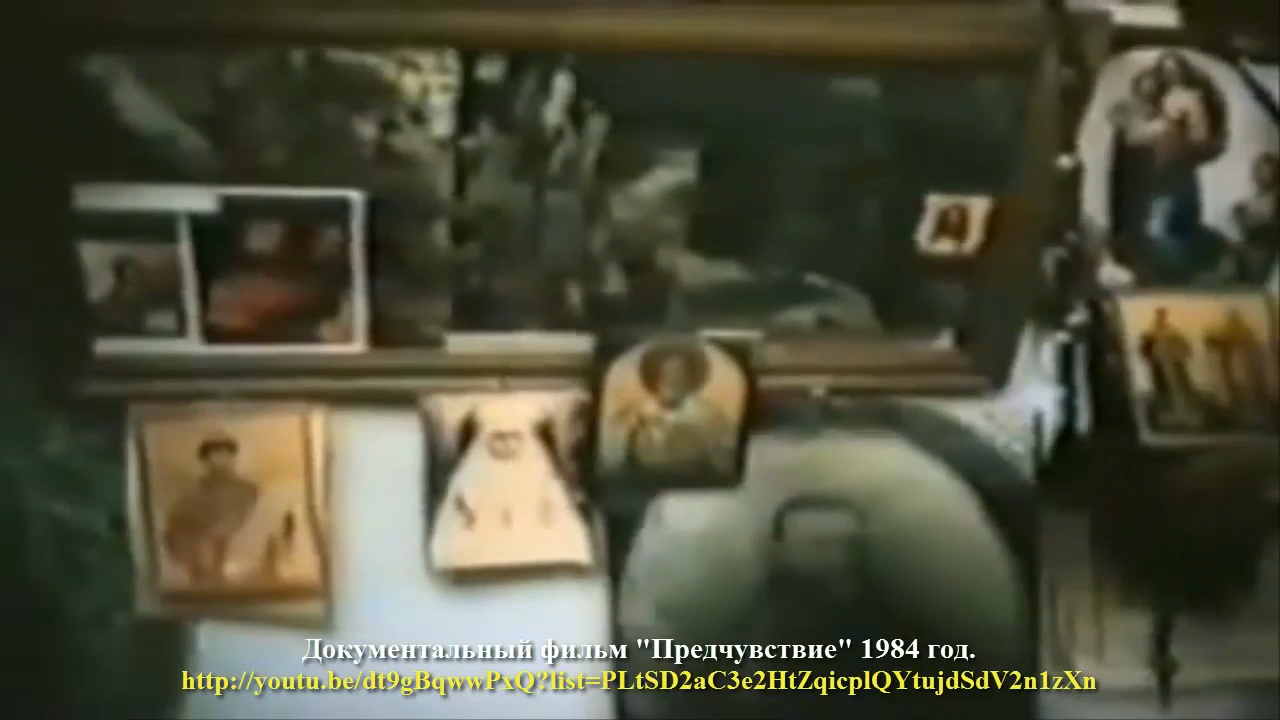 Документальный фильм "Предчувствие" 1984 год.
http://youtu.be/dt9gBqwwPxQ?list=PLtSD2aC3e2HtZqicplQYtujdSdV2n1zXn